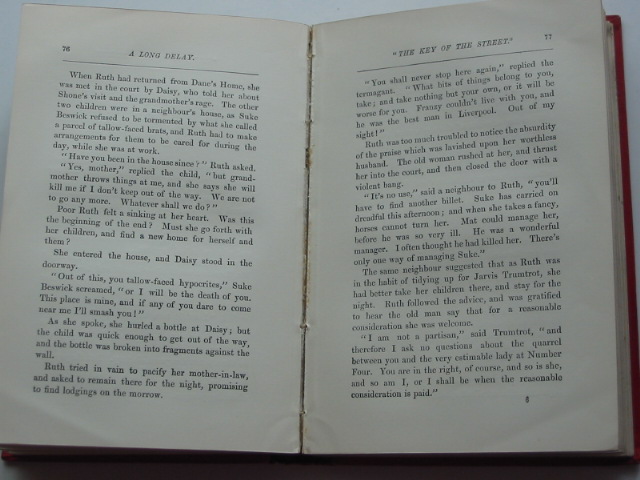 76
A LONG DELAY.
When Ruth had returned from Dane's Home, she
was met in the court by Daisy, who told her about
Shone's visit and the grandmother's rage. The other
two children were in a neighbour's house, as Suke
Beswick refused to be tormented by what she called
a parcel of tallow-faced brats, and Ruth had to make
arrangements for them to be cared for during the
day, while she was at work.
"Have you been in the house since?" Ruth asked.
"Yes, mother," replied the child, "but grand-
mother throws things at me, and she says she will
kill me if I don't keep out of the way. We are not
to go any more. Whatever shall we do?"
Poor Ruth felt a sinking at her heart. Was this
the beginning of the end? Must she go forth with
her children, and find a new home for herself and
them?
She entered the house, and Daisy stood in the
doorway.
"Out of this, you tallow-faced hypocrites," Suke
Beswick screamed, "or I will be the death of you.
This place is mine, and if any of you dare to come
near me I'll smash you!"
As she spoke, she hurled a bottle at Daisy; but
the child was quick enough to get out of the way,
and the bottle was broken into fragments against the
wall.
Ruth tried in vain to pacify her mother-in-law,
and asked to remain there for the night, promising
to find lodgings on the morrow.
"THE KEY OF THE STREET."
77
"You shall never stop here again," replied the
termagant. "What bits of things belong to you,
take; and take nothing but your own, or it will be
worse for you. Franzy couldn't live with you, and
he was the best man in Liverpool. Out of my
sight!"
Ruth was too much troubled to notice the absurdity
of the praise which was lavished upon her worthless
husband. The old woman rushed at her, and thrust
her into the court, and then closed the door with a
violent bang.
"It's no use," said a neighbour to Ruth, "you'll
have to find another billet. Suke has carried on
dreadful this afternoon; and when she takes a fancy,
horses cannot turn her. Mat could manage her,
before he was so very ill. He was a wonderful
manager. I often thought he had killed her. There's
only one way of managing Suke."
The same neighbour suggested that as Ruth was
in the habit of tidying up for Jarvis Trumtrot, she
had better take her children there, and stay for the
night. Ruth followed the advice, and was gratified
to hear the old man say that for a reasonable
consideration she was welcome.
"I am not a partisan," said Trumtrot, "and
therefore I ask no questions about the quarrel
between you and the very estimable lady at Number
Four. You are in the right, of course, and so is she,
and so am I, or I shall be when the reasonable
consideration is paid."
6